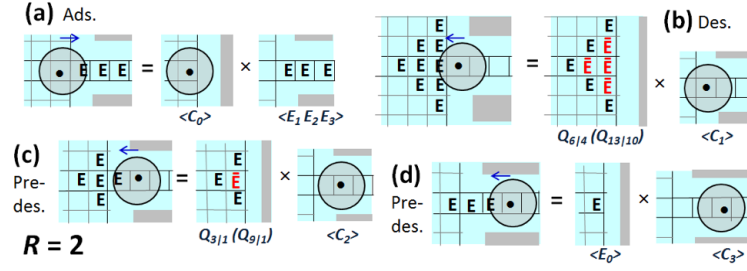 (a) Ads.
E E E = × E E E
<C₀> <E₁ E₂ E₃>
(b) Des.
E E
E E E Ē
E E E = E Ē Ē ×
E E E Ē
E E
Q₆|₄ (Q₁₃|₁₀) <C₁>
(c)
Pre-
des.
E E
E E E = E Ē ×
E E
Q₃|₁ (Q₉|₁) <C₂>
(d)
Pre-
des.
E E E = E ×
<E₀> <C₃>
R = 2